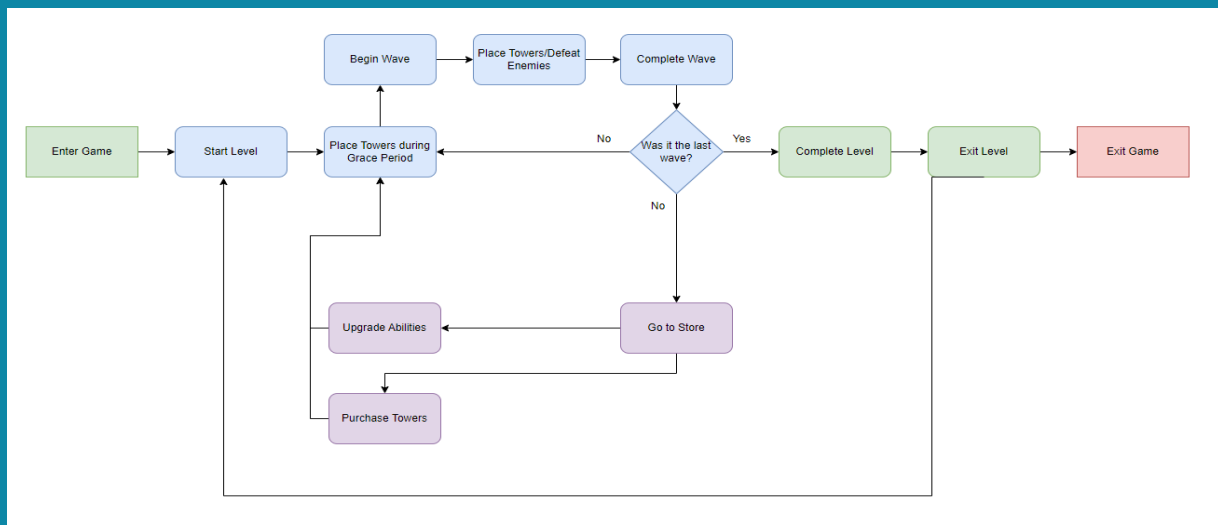 Begin Wave
Place Towers/Defeat
Enemies
Complete Wave
Enter Game
Start Level
Place Towers during
Grace Period
No
Was it the last
wave?
Yes
Complete Level
Exit Level
Exit Game
No
Upgrade Abilities
Go to Store
Purchase Towers